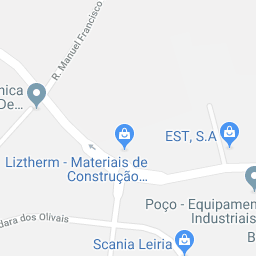 R. Manuel Francisco
nica
De...
EST, S.A
Liztherm - Materiais de
Construção...
Poço - Equipamen
Industriais
B
dara dos Olivais
Scania Leiria